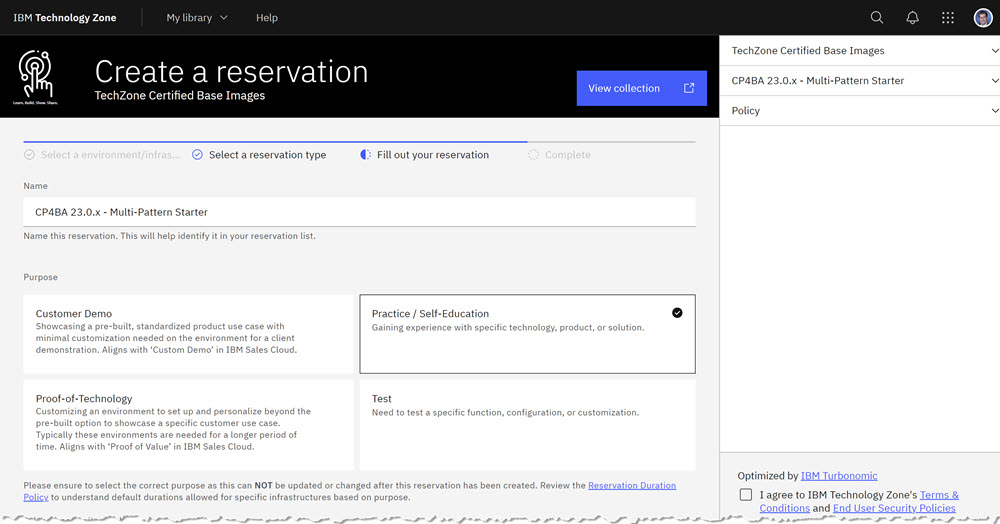 IBM Technology Zone
My library
Help
Learn. Build. Show. Share.
Create a reservation
TechZone Certified Base Images
View collection
Select a environment/infras...
Select a reservation type
Fill out your reservation
Complete
Name
CP4BA 23.0.x - Multi-Pattern Starter
Name this reservation. This will help identify it in your reservation list.
Purpose
Customer Demo
Showcasing a pre-built, standardized product use case with
minimal customization needed on the environment for a client
demonstration. Aligns with ‘Custom Demo’ in IBM Sales Cloud.
Practice / Self-Education
Gaining experience with specific technology, product, or solution.
Proof-of-Technology
Customizing an environment to set up and personalize beyond the
pre-built option to showcase a specific customer use case.
Typically these environments are needed for a longer period of
time. Aligns with ‘Proof of Value’ in IBM Sales Cloud.
Test
Need to test a specific function, configuration, or customization.
Please ensure to select the correct purpose as this can NOT be updated or changed after this reservation has been created. Review the Reservation Duration
Policy to understand default durations allowed for specific infrastructures based on purpose.
TechZone Certified Base Images
CP4BA 23.0.x - Multi-Pattern Starter
Policy
Optimized by IBM Turbonomic
I agree to IBM Technology Zone's Terms &
Conditions and End User Security Policies